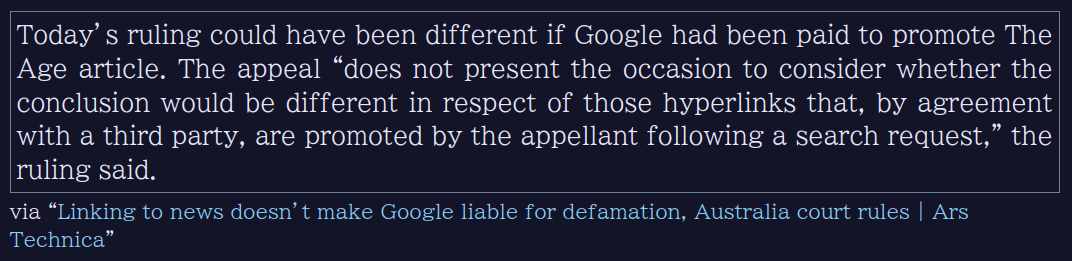 Today’s ruling could have been different if Google had been paid to promote The
Age article. The appeal “does not present the occasion to consider whether the
conclusion would be different in respect of those hyperlinks that, by agreement
with a third party, are promoted by the appellant following a search request,” the
ruling said.
via “Linking to news doesn’t make Google liable for defamation, Australia court rules | Ars
Technica”